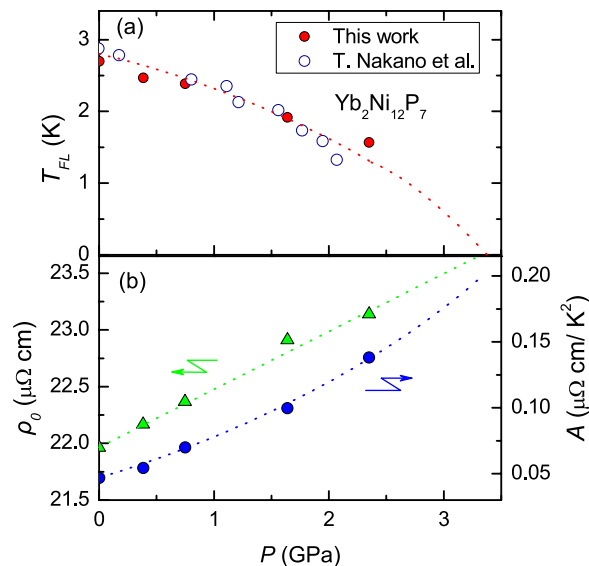 (a)
This work
T. Nakano et al.
Yb2Ni12P7
3
2
1
0
T_FL (K)
(b)
23.5
23.0
22.5
22.0
21.5
ρ0 (μΩ cm)
0.20
0.15
0.10
0.05
A (μΩ cm/ K²)
0 1 2 3
P (GPa)